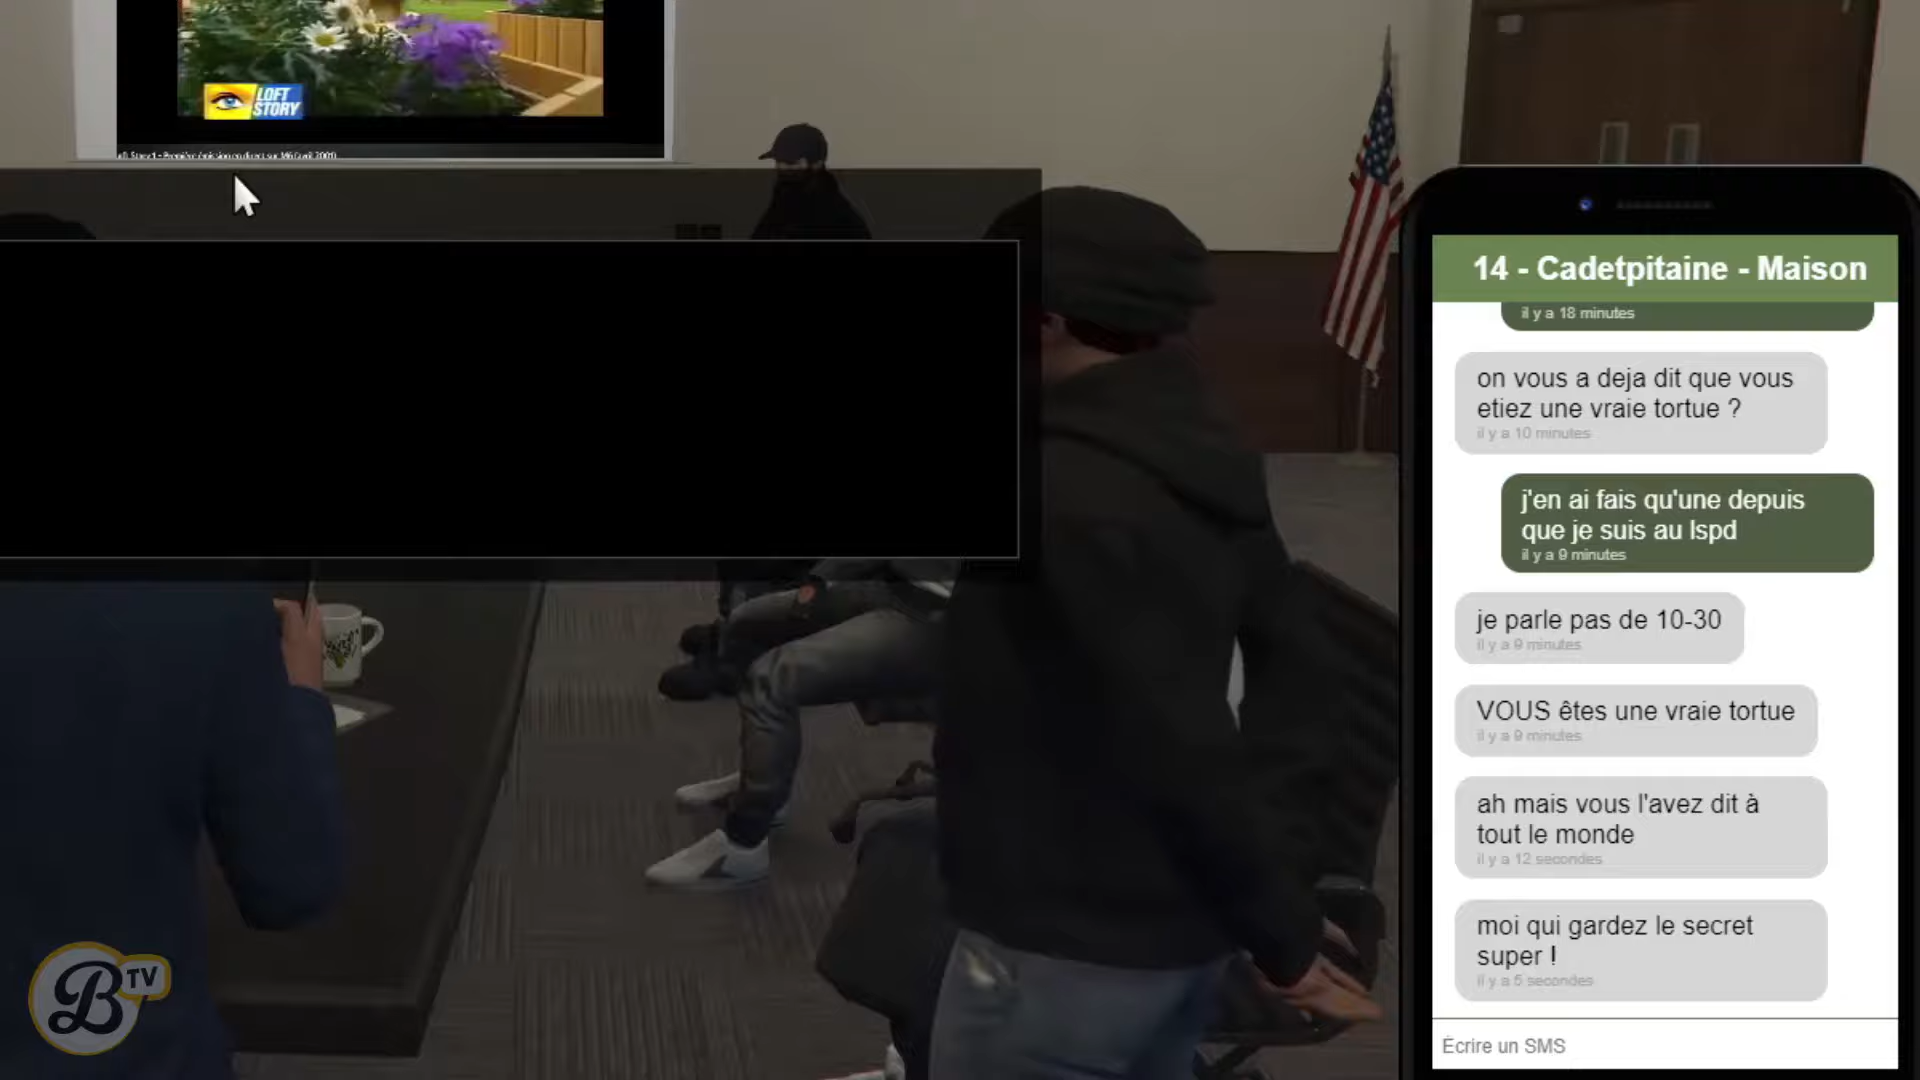 LOFT
STORY
14 - Cadetpitaine - Maison
il y a 18 minutes
on vous a deja dit que vous
etiez une vraie tortue ?
il y a 10 minutes
j'en ai fais qu'une depuis
que je suis au lspd
il y a 9 minutes
je parle pas de 10-30
il y a 9 minutes
VOUS êtes une vraie tortue
il y a 9 minutes
ah mais vous l'avez dit à
tout le monde
il y a 12 secondes
moi qui gardez le secret
super !
il y a 5 secondes
Écrire un SMS
B TV